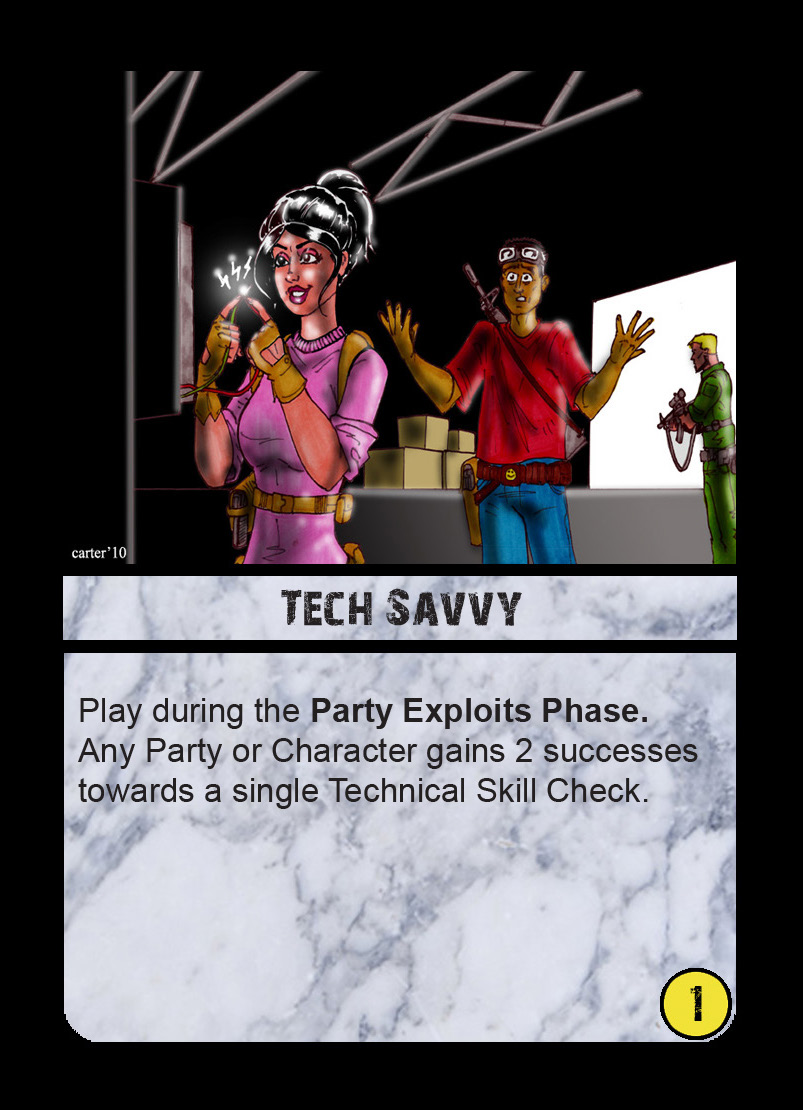 carter'10
Tech Savvy
Play during the Party Exploits Phase.
Any Party or Character gains 2 successes
towards a single Technical Skill Check.
1